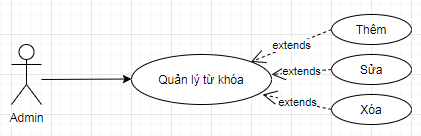 Thêm
extends
Quản lý từ khóa
extends
Sửa
extends
Xóa
Admin